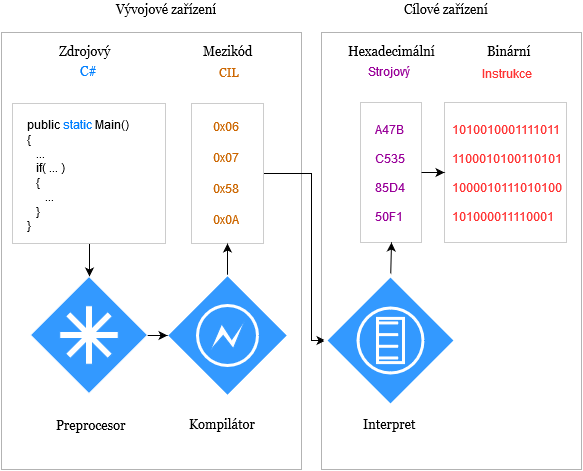 Vývojové zařízení
Cílové zařízení
Zdrojový
C#
Mezikód
CIL
Hexadecimální
Strojový
Binární
Instrukce
public static Main()
{
...
if( ... )
{
...
}
}
0x06
0x07
0x58
0x0A
A47B
C535
85D4
50F1
1010010001111011
1100010100110101
1000010111010100
101000011110001
Preprocesor
Kompilátor
Interpret